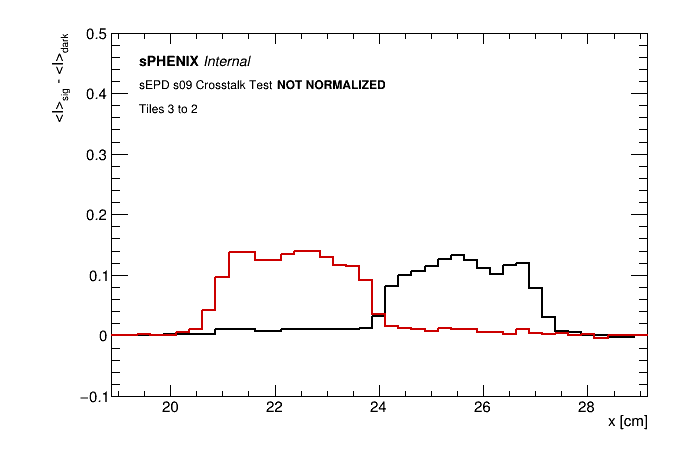 0.5
0.4
0.3
0.2
0.1
0
−0.1
<I>sig - <I>dark
sPHENIX Internal
sEPD s09 Crosstalk Test NOT NORMALIZED
Tiles 3 to 2
20 22 24 26 28
x [cm]